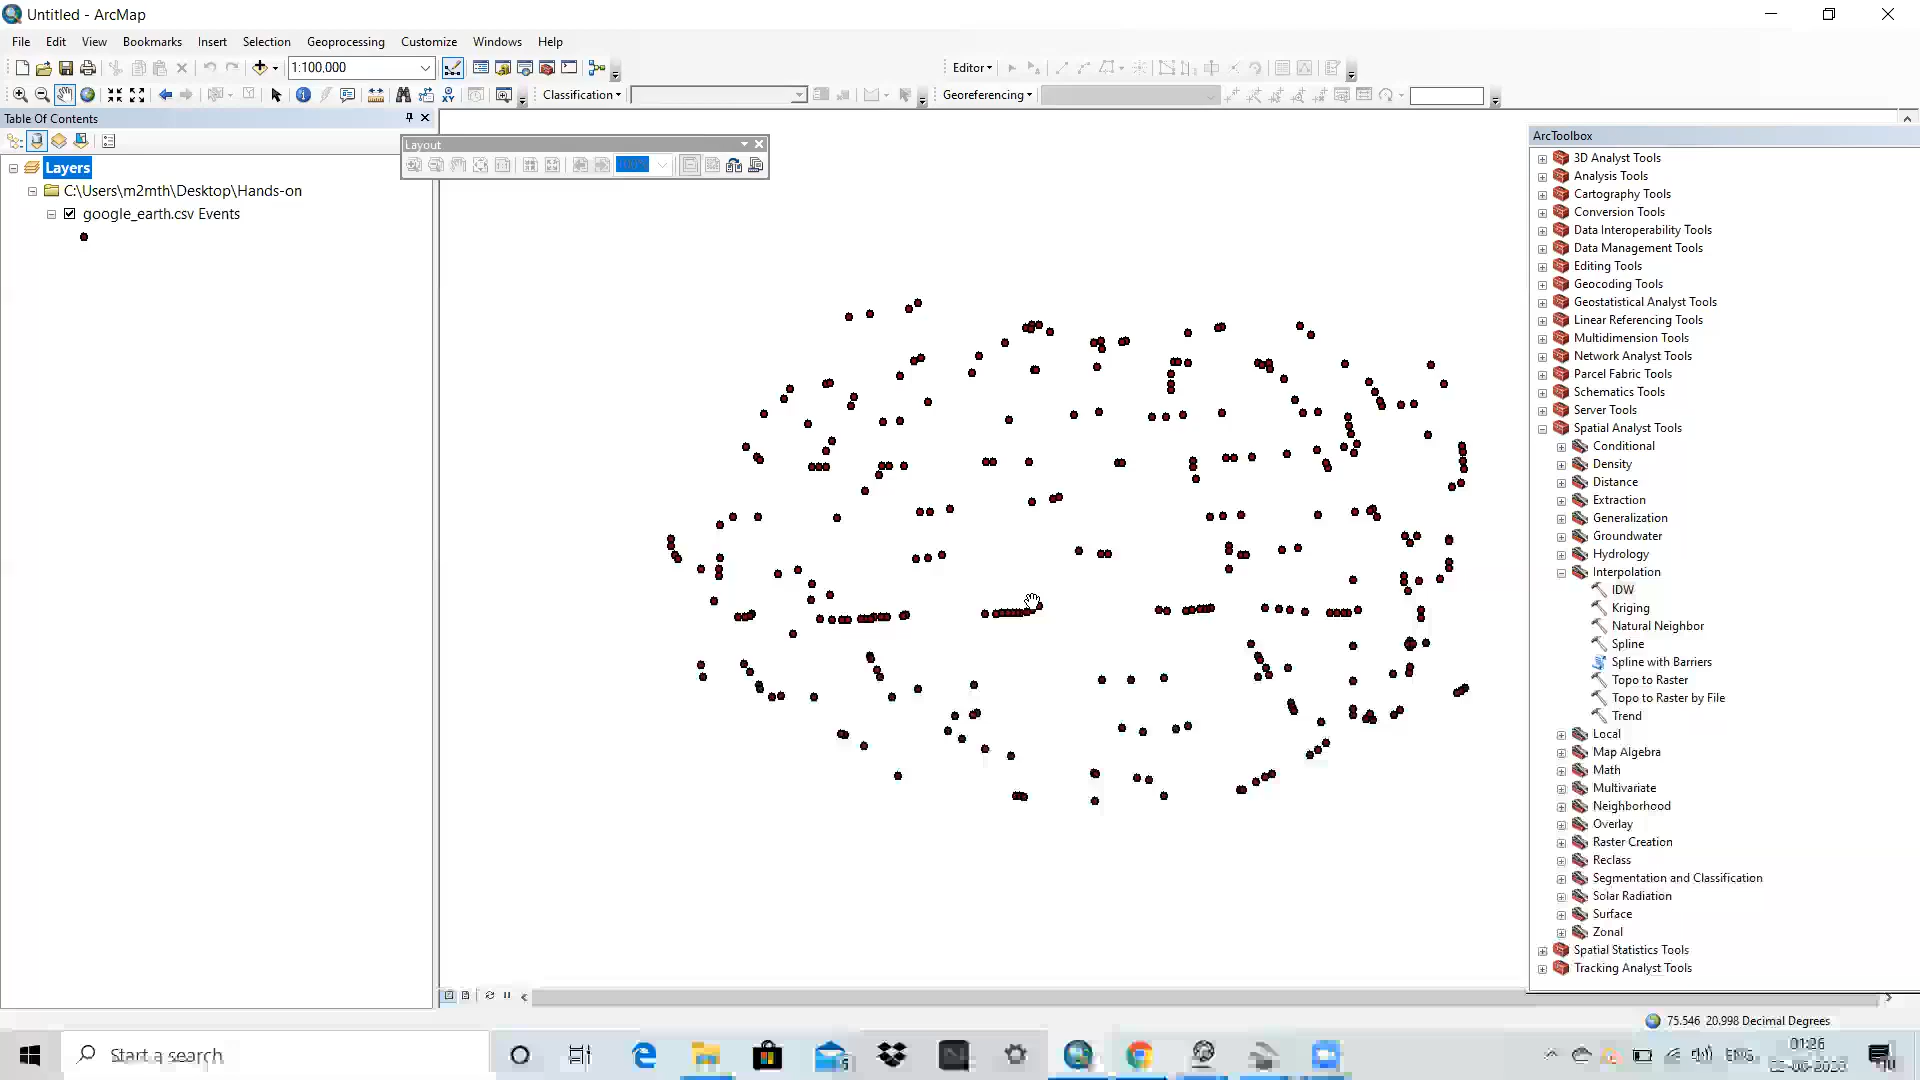 Untitled - ArcMap
File Edit View Bookmarks Insert Selection Geoprocessing Customize Windows Help
1:100,000
Editor
Classification
Georeferencing
Table Of Contents
Layers
C:\Users\m2mth\Desktop\Hands-on
google_earth.csv Events
Layout
100%
ArcToolbox
3D Analyst Tools
Analysis Tools
Cartography Tools
Conversion Tools
Data Interoperability Tools
Data Management Tools
Editing Tools
Geocoding Tools
Geostatistical Analyst Tools
Linear Referencing Tools
Multidimension Tools
Network Analyst Tools
Parcel Fabric Tools
Schematics Tools
Server Tools
Spatial Analyst Tools
Conditional
Density
Distance
Extraction
Generalization
Groundwater
Hydrology
Interpolation
IDW
Kriging
Natural Neighbor
Spline
Spline with Barriers
Topo to Raster
Topo to Raster by File
Trend
Local
Map Algebra
Math
Multivariate
Neighborhood
Overlay
Raster Creation
Reclass
Segmentation and Classification
Solar Radiation
Surface
Zonal
Spatial Statistics Tools
Tracking Analyst Tools
75.546 20.998 Decimal Degrees
Start a search
ENG
01:26